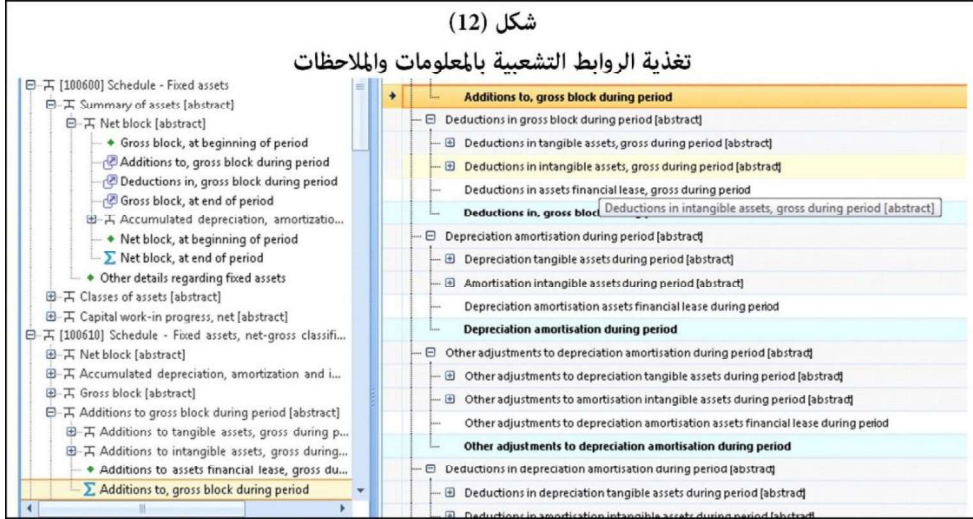 شكل (12)
تغذية الروابط التشعبية بالمعلومات والملاحظات
[100600] Schedule - Fixed assets
Summary of assets [abstract]
Net block [abstract]
Gross block, at beginning of period
Additions to, gross block during period
Deductions in, gross block during period
Gross block, at end of period
Accumulated depreciation, amortizatio...
Net block, at beginning of period
Net block, at end of period
Other details regarding fixed assets
Classes of assets [abstract]
Capital work-in progress, net [abstract]
[100610] Schedule - Fixed assets, net-gross classifi...
Net block [abstract]
Accumulated depreciation, amortization and i...
Gross block [abstract]
Additions to gross block during period [abstract]
Additions to tangible assets, gross during p...
Additions to intangible assets, gross during...
Additions to assets financial lease, gross du...
Additions to, gross block during period
Additions to, gross block during period
Deductions in gross block during period [abstract]
Deductions in tangible assets, gross during period [abstract]
Deductions in intangible assets, gross during period [abstract]
Deductions in assets financial lease, gross during period
Deductions in, gross
Deductions in intangible assets, gross during period [abstract]
Depreciation amortisation during period [abstract]
Depreciation tangible assets during period [abstract]
Amortisation intangible assets during period [abstract]
Depreciation amortisation assets financial lease during period
Depreciation amortisation during period
Other adjustments to depreciation amortisation during period [abstract]
Other adjustments to depreciation tangible assets during period [abstract]
Other adjustments to amortisation intangible assets during period [abstract]
Other adjustments to depreciation amortisation assets financial lease during period
Other adjustments to depreciation amortisation during period
Deductions in depreciation amortisation during period [abstract]
Deductions in depreciation tangible assets during period [abstract]
Deductions in amortisation intangible assets during period [abstract]